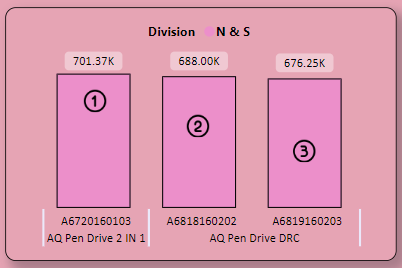 Division N & S
701.37K 688.00K 676.25K
1 2 3
A6720160103 A6818160202 A6819160203
AQ Pen Drive 2 IN 1 AQ Pen Drive DRC